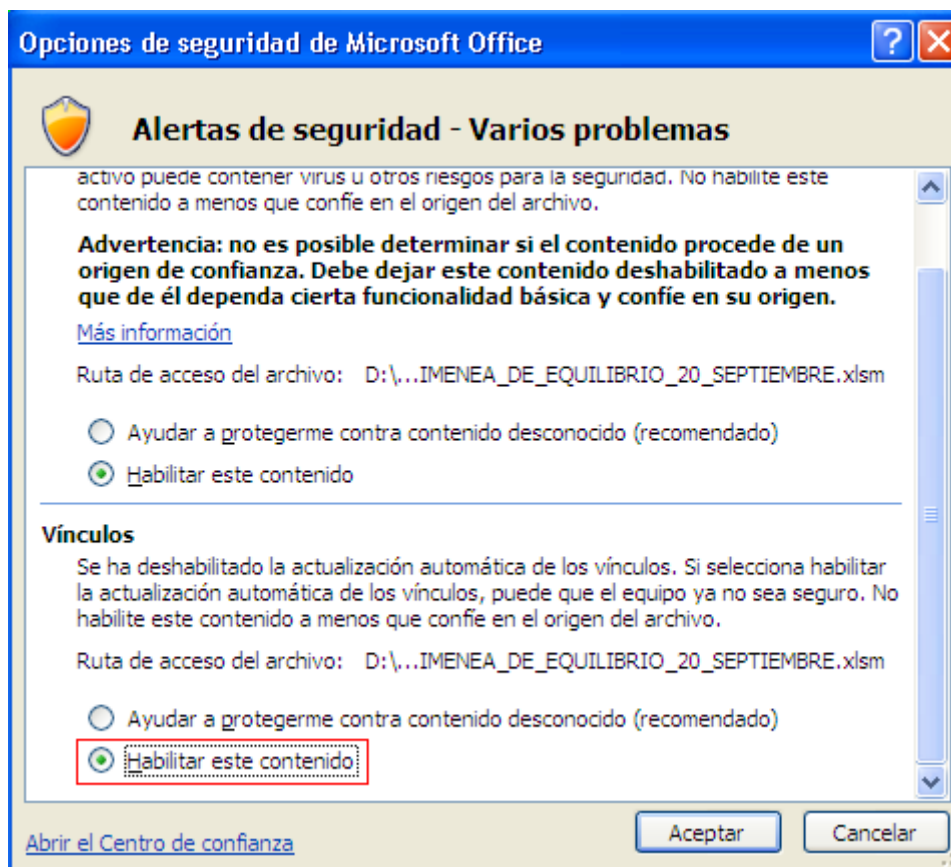 Opciones de seguridad de Microsoft Office
Alertas de seguridad - Varios problemas
activo puede contener virus u otros riesgos para la seguridad. No habilite este
contenido a menos que confíe en el origen del archivo.
Advertencia: no es posible determinar si el contenido procede de un
origen de confianza. Debe dejar este contenido deshabilitado a menos
que de él dependa cierta funcionalidad básica y confíe en su origen.
Más información
Ruta de acceso del archivo: D:\...IMENEA_DE_EQUILIBRIO_20_SEPTIEMBRE.xlsm
Ayudar a protegerme contra contenido desconocido (recomendado)
Habilitar este contenido
Vínculos
Se ha deshabilitado la actualización automática de los vínculos. Si selecciona habilitar
la actualización automática de los vínculos, puede que el equipo ya no sea seguro. No
habilite este contenido a menos que confíe en el origen del archivo.
Ruta de acceso del archivo: D:\...IMENEA_DE_EQUILIBRIO_20_SEPTIEMBRE.xlsm
Ayudar a protegerme contra contenido desconocido (recomendado)
Habilitar este contenido
Abrir el Centro de confianza
Aceptar
Cancelar